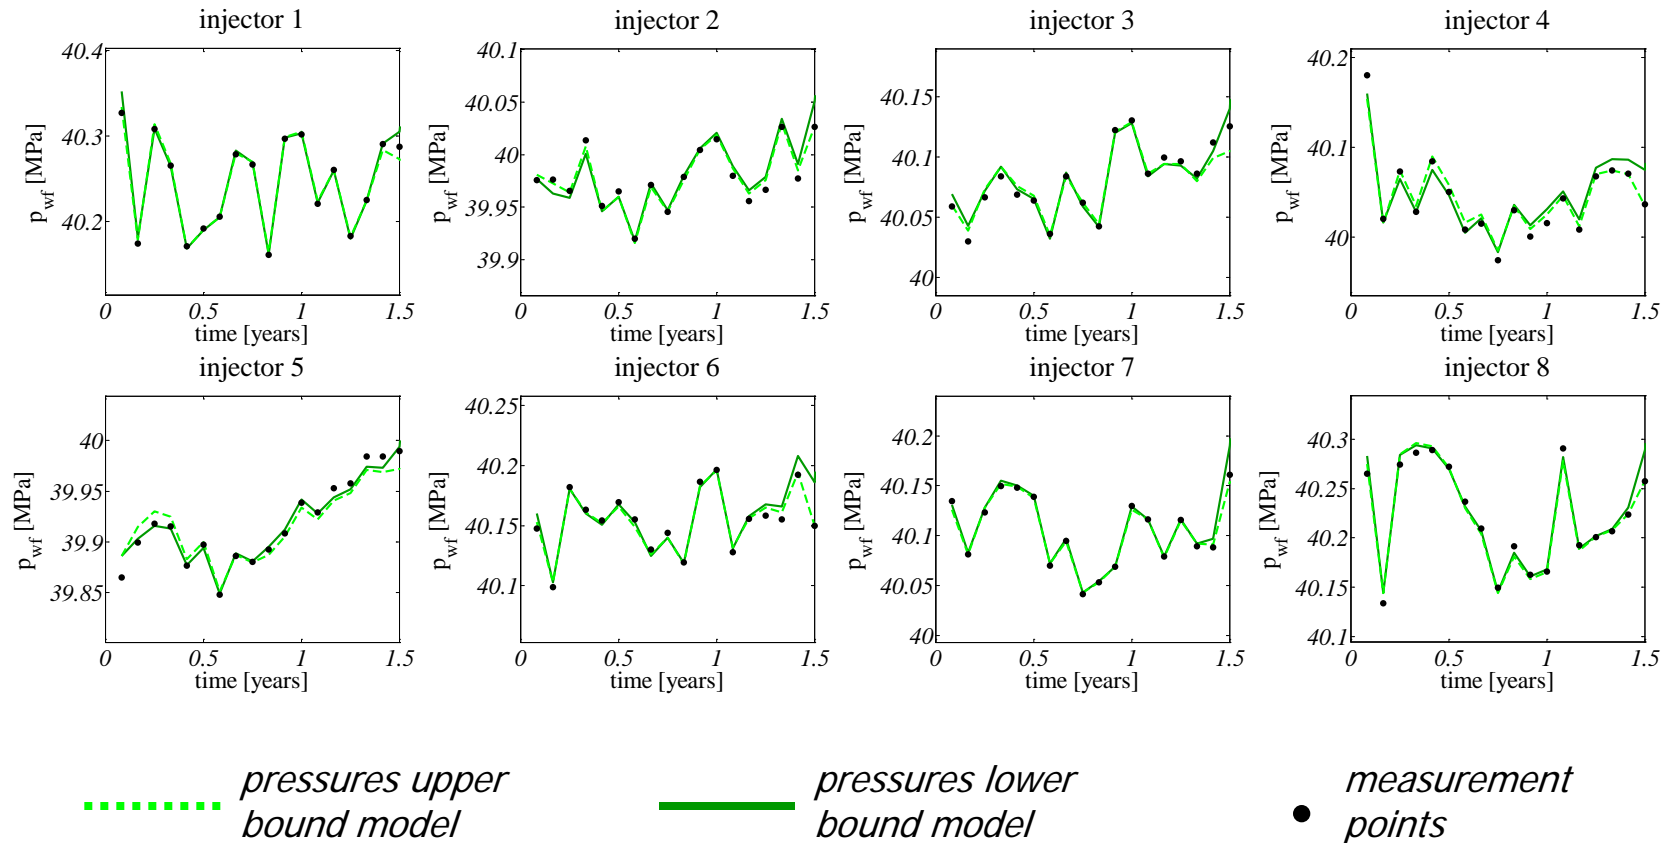 injector 1
injector 2
injector 3
injector 4
40.4
40.3
40.2
p_wf [MPa]
0 0.5 1 1.5
time [years]
40.1
40.05
40
39.95
39.9
p_wf [MPa]
0 0.5 1 1.5
time [years]
40.15
40.1
40.05
40
p_wf [MPa]
0 0.5 1 1.5
time [years]
40.2
40.1
40
p_wf [MPa]
0 0.5 1 1.5
time [years]
injector 5
injector 6
injector 7
injector 8
40
39.95
39.9
39.85
p_wf [MPa]
0 0.5 1 1.5
time [years]
40.25
40.2
40.15
40.1
p_wf [MPa]
0 0.5 1 1.5
time [years]
40.2
40.15
40.1
40.05
40
p_wf [MPa]
0 0.5 1 1.5
time [years]
40.3
40.25
40.2
40.15
40.1
p_wf [MPa]
0 0.5 1 1.5
time [years]
pressures upper
bound model
pressures lower
bound model
measurement
points